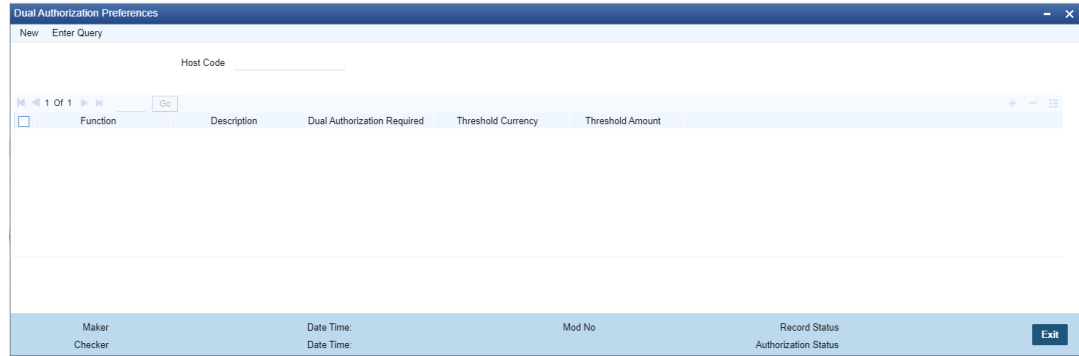 Dual Authorization Preferences
New Enter Query
Host Code
1 Of 1 Go
Function Description Dual Authorization Required Threshold Currency Threshold Amount
Maker Date Time: Mod No Record Status
Checker Date Time: Authorization Status
Exit